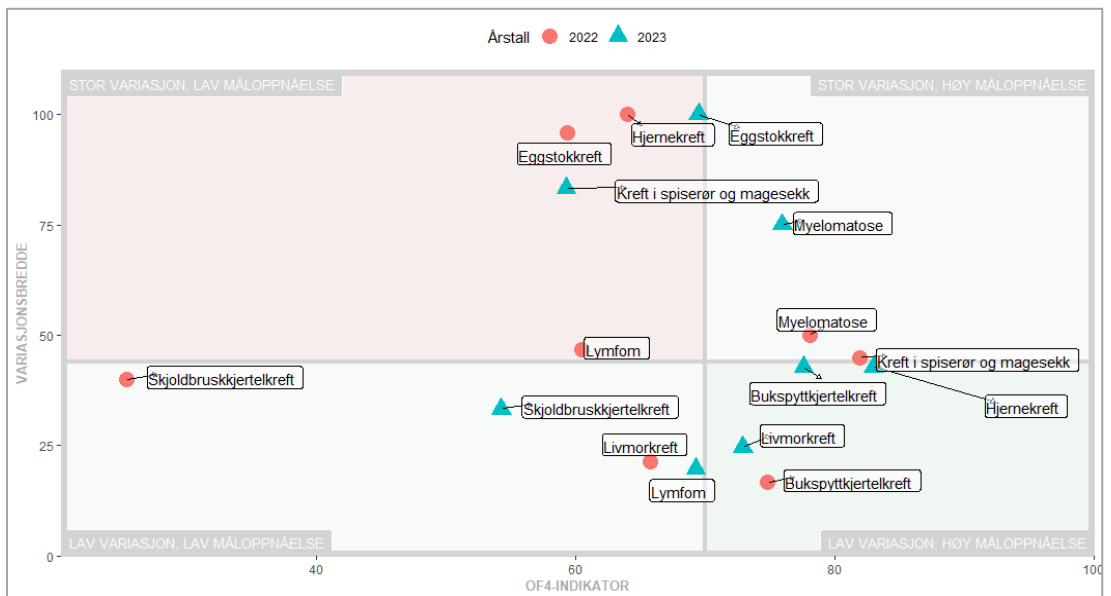 Årstall 2022 2023
STOR VARIASJON, LAV MÅLOPPNÅELSE
STOR VARIASJON, HØY MÅLOPPNÅELSE
100
Hjernekreft
Eggstokkreft
Eggstokkreft
Kreft i spiserør og magesekk
75
Myelomatose
VARIASJONSBREDDE
50
Myelomatose
Lymfom
Kreft i spiserør og magesekk
Skjoldbruskkjertelkreft
Bukspyttkjertelkreft
Hjernekreft
Skjoldbruskkjertelkreft
25
Livmorkreft
Livmorkreft
Lymfom
Bukspyttkjertelkreft
LAV VARIASJON, LAV MÅLOPPNÅELSE
LAV VARIASJON, HØY MÅLOPPNÅELSE
0
40
60
80
100
OF4-INDIKATOR